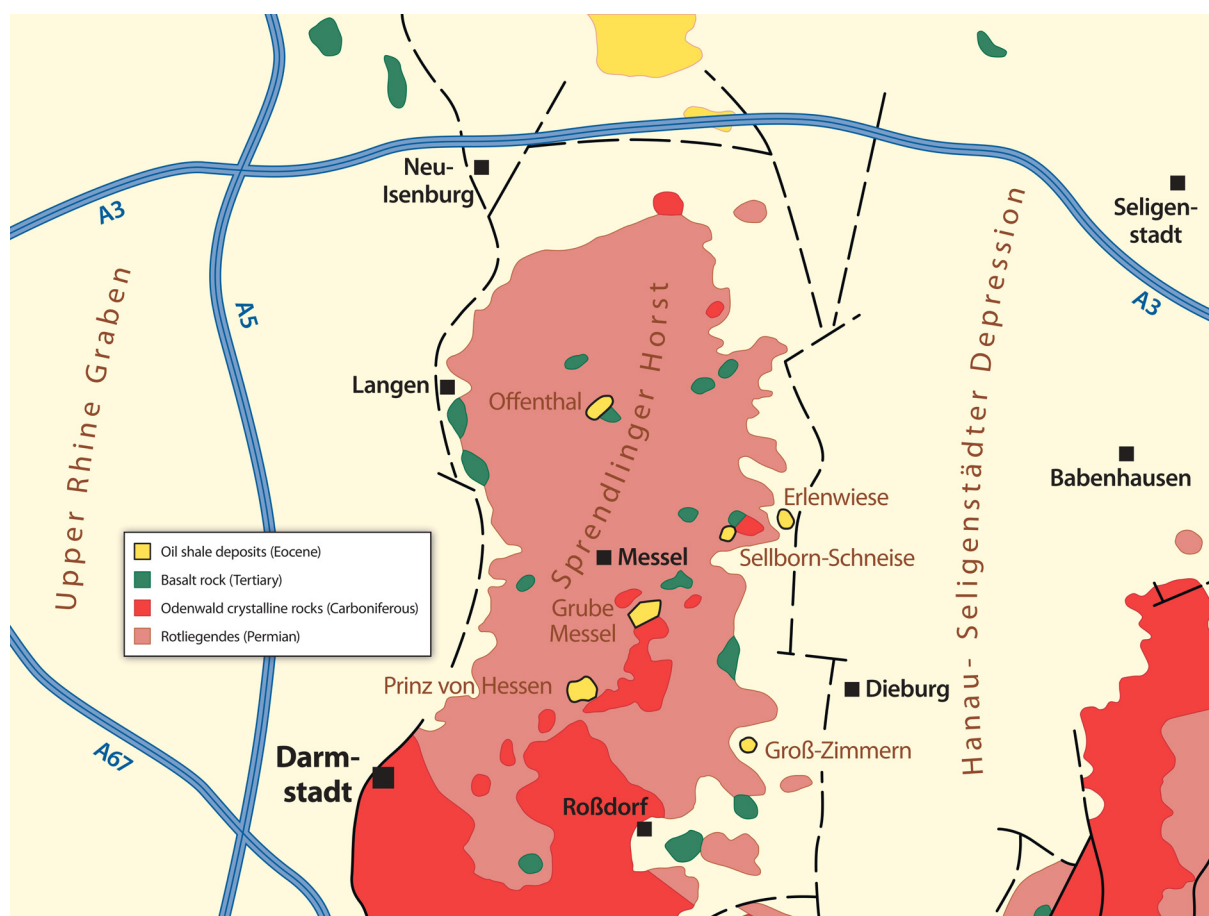 Neu-
Isenburg
A3
Seligen-
stadt
A3
A5
Upper Rhine Graben
Sprendlinger Horst
Hanau- Seligenstädter Depression
Langen
Offenthal
Babenhausen
Erlenwiese
Sellborn-Schneise
Messel
Oil shale deposits (Eocene)
Basalt rock (Tertiary)
Odenwald crystalline rocks (Carboniferous)
Rotliegendes (Permian)
Grube
Messel
Prinz von Hessen
Dieburg
A67
Darm-
stadt
Groß-Zimmern
Roßdorf